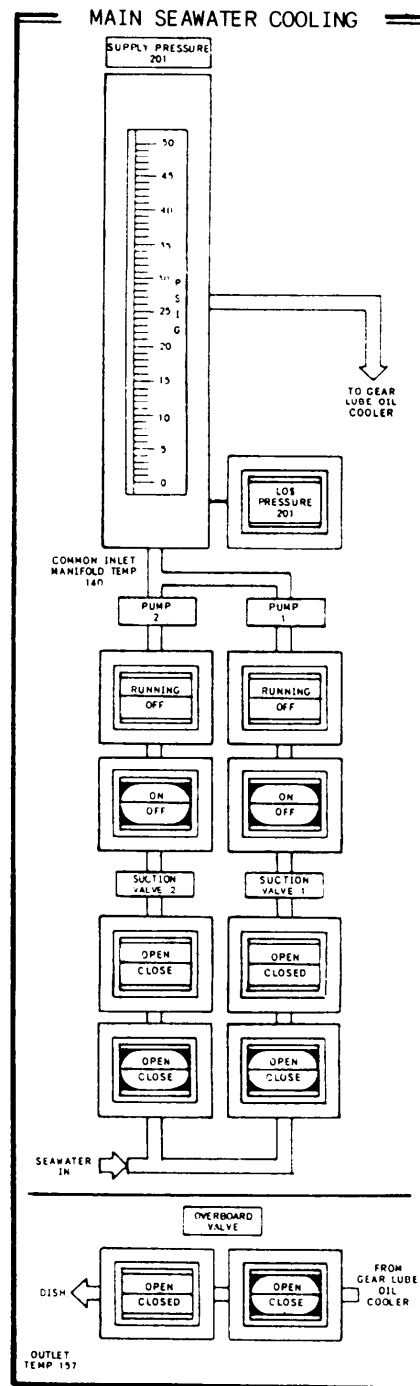 MAIN SEAWATER COOLING
SUPPLY PRESSURE
201
50
45
40
35
30
25
20
15
10
5
0
P
S
I
G
TO GEAR
LUBE OIL
COOLER
LOS
PRESSURE
201
COMMON INLET
MANIFOLD TEMP
140
PUMP
2
PUMP
1
RUNNING
OFF
RUNNING
OFF
ON
OFF
ON
OFF
SUCTION
VALVE 2
SUCTION
VALVE 1
OPEN
CLOSE
OPEN
CLOSED
OPEN
CLOSE
OPEN
CLOSE
SEAWATER
IN
OVERBOARD
VALVE
DISH
OPEN
CLOSED
OPEN
CLOSE
FROM
GEAR LUBE
OIL
COOLER
OUTLET
TEMP 157